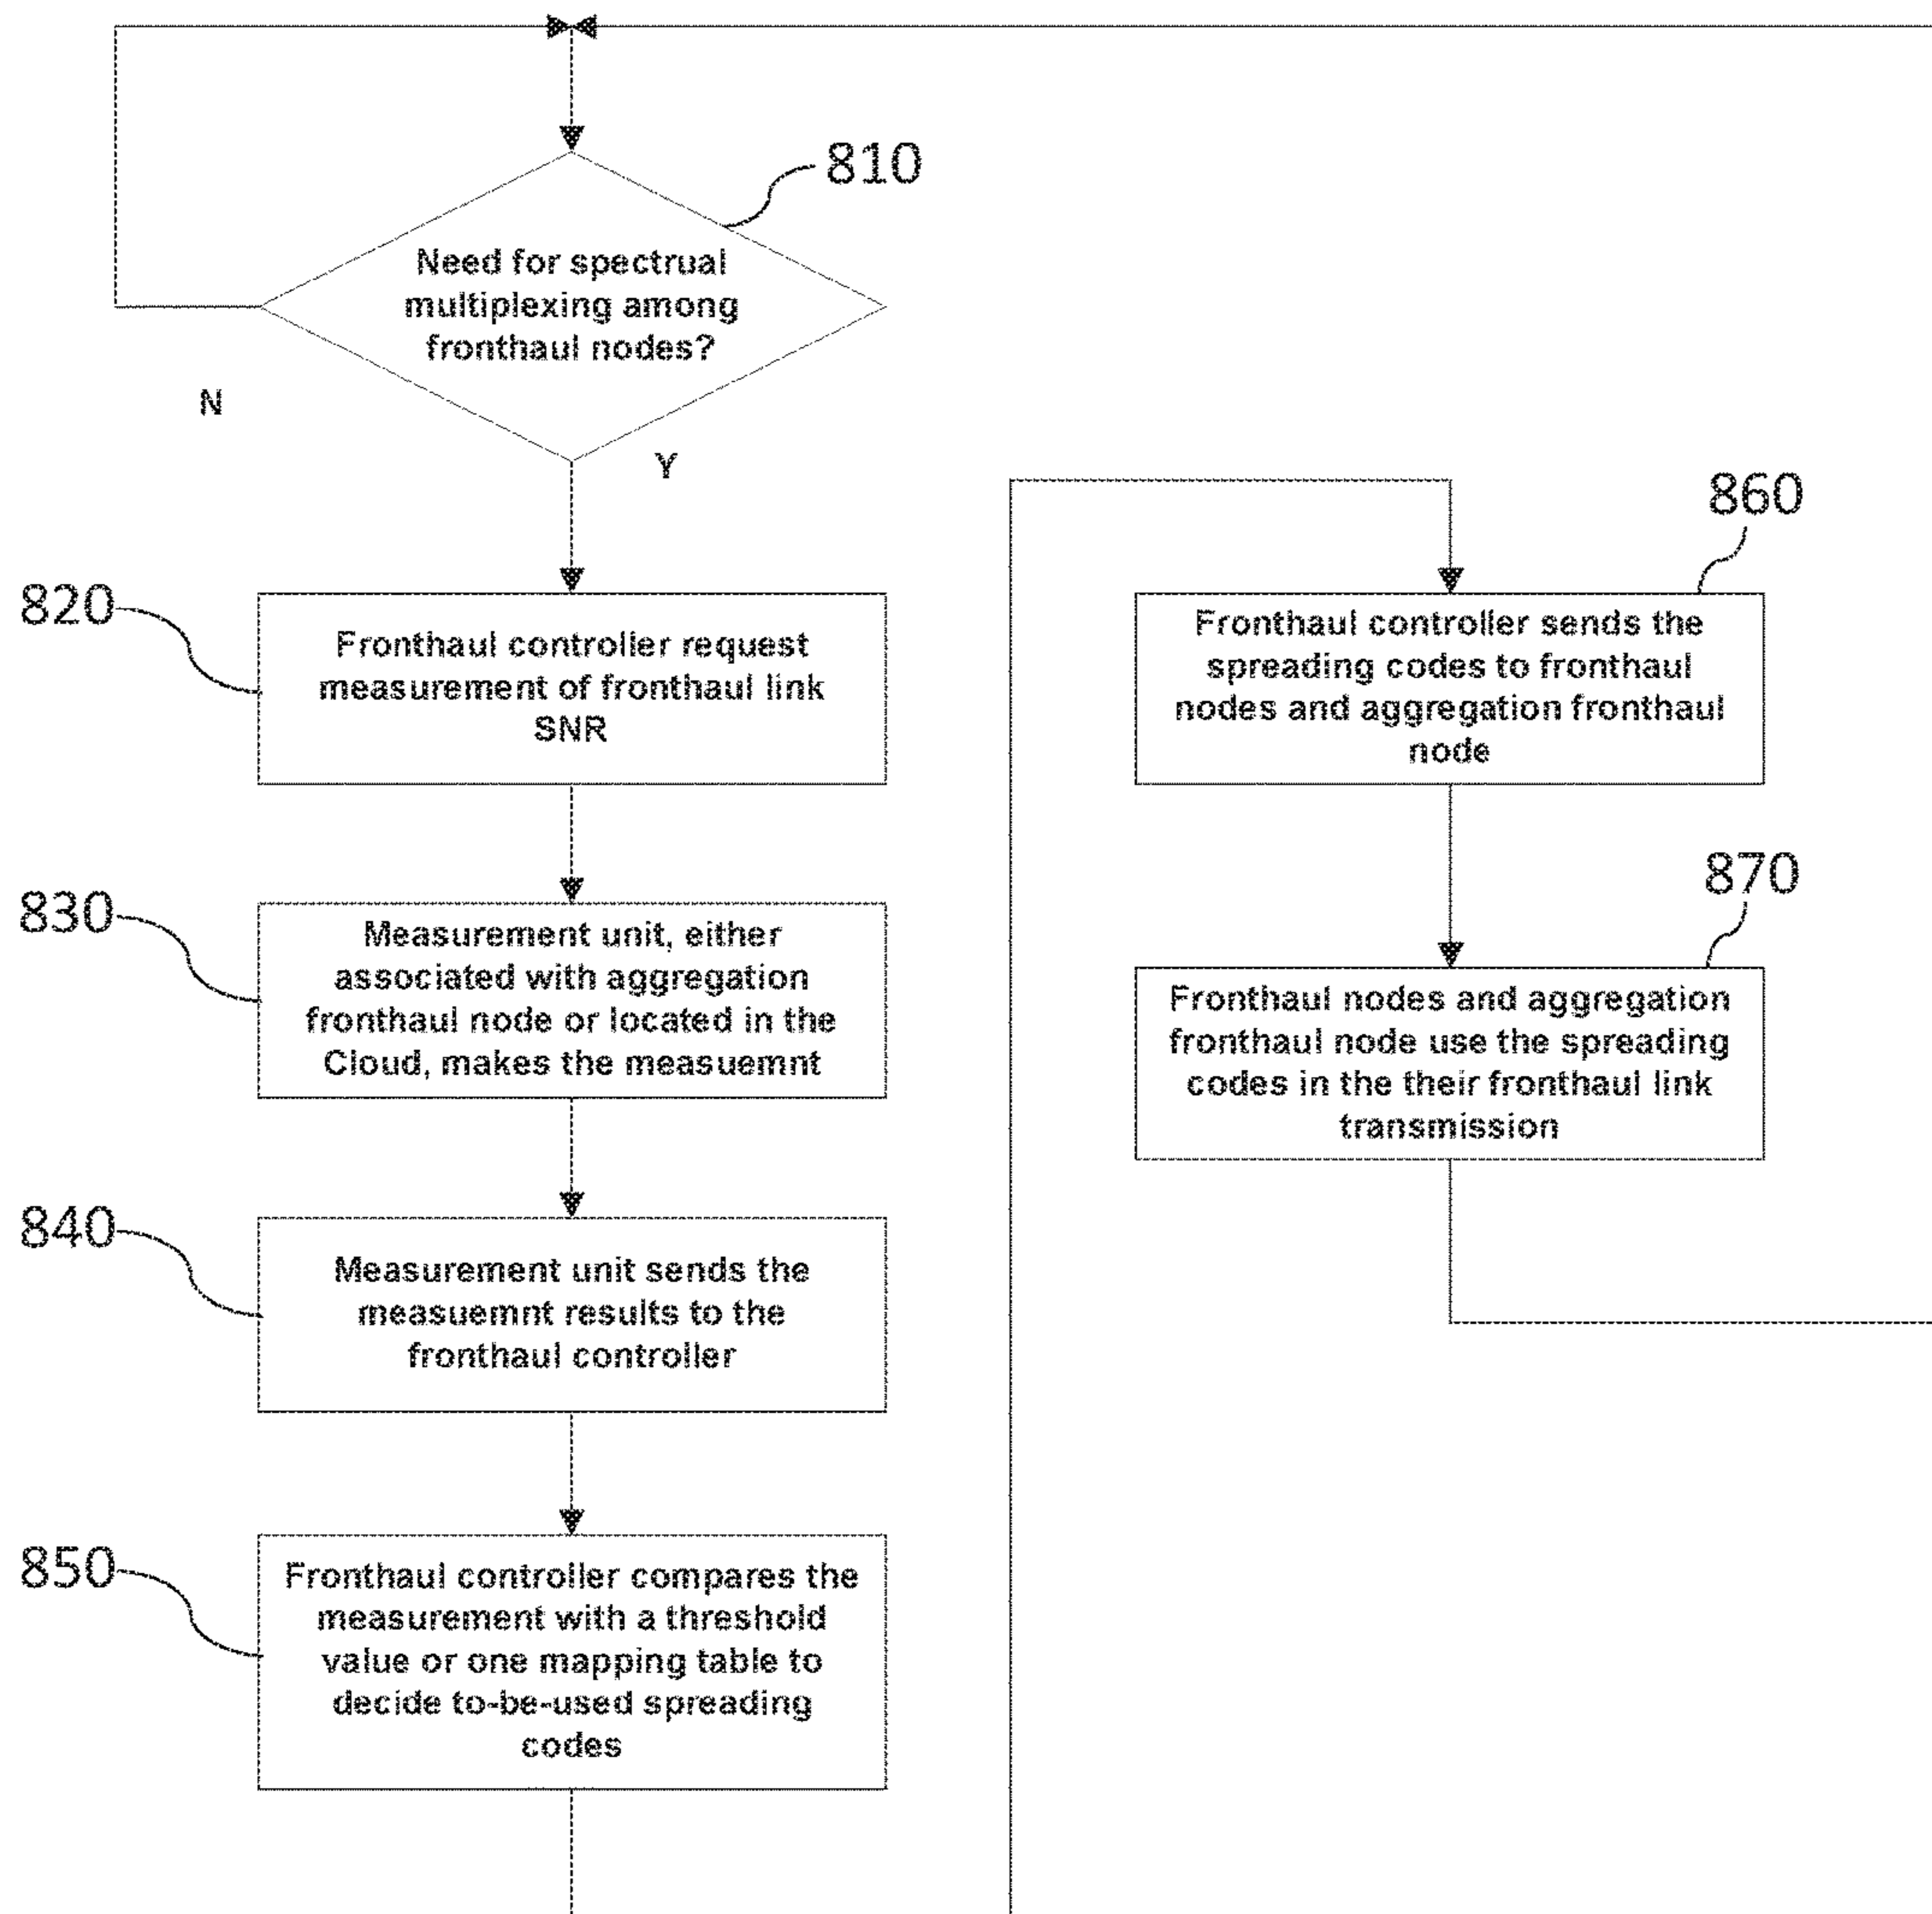 810
Need for spectrual
multiplexing among
fronthaul nodes?
N
Y
820
Fronthaul controller request
measurement of fronthaul link
SNR
830
Measurement unit, either
associated with aggregation
fronthaul node or located in the
Cloud, makes the measuemnt
840
Measurement unit sends the
measuemnt results to the
fronthaul controller
850
Fronthaul controller compares the
measurement with a threshold
value or one mapping table to
decide to-be-used spreading
codes
860
Fronthaul controller sends the
spreading codes to fronthaul
nodes and aggregation fronthaul
node
870
Fronthaul nodes and aggregation
fronthaul node use the spreading
codes in the their fronthaul link
transmission